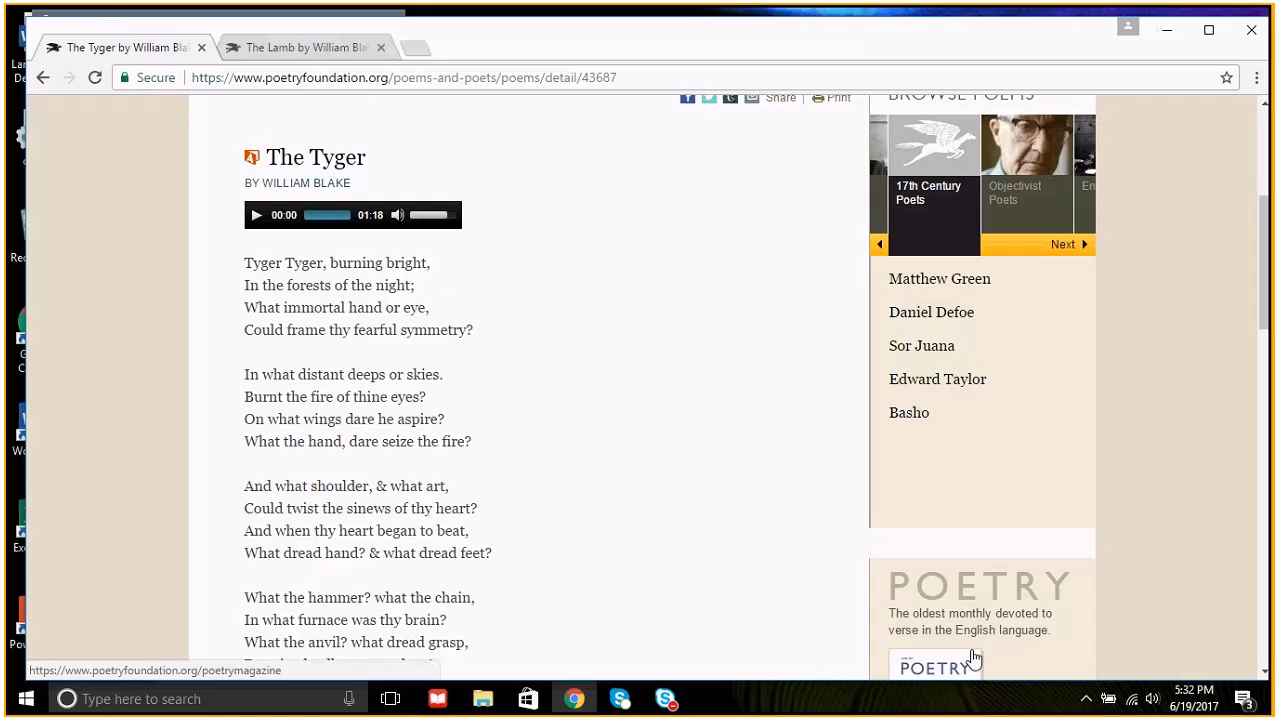 The Tyger by William Bla
The Lamb by William Bla
Secure
https://www.poetryfoundation.org/poems-and-poets/poems/detail/43687
Share
Print
BROWSE POEMS
The Tyger
BY WILLIAM BLAKE
00:00 01:18
Tyger Tyger, burning bright,
In the forests of the night;
What immortal hand or eye,
Could frame thy fearful symmetry?
In what distant deeps or skies.
Burnt the fire of thine eyes?
On what wings dare he aspire?
What the hand, dare seize the fire?
And what shoulder, & what art,
Could twist the sinews of thy heart?
And when thy heart began to beat,
What dread hand? & what dread feet?
What the hammer? what the chain,
In what furnace was thy brain?
What the anvil? what dread grasp,
17th Century
Poets
Objectivist
Poets
En
Next
Matthew Green
Daniel Defoe
Sor Juana
Edward Taylor
Basho
POETRY
The oldest monthly devoted to
verse in the English language.
POETRY
https://www.poetryfoundation.org/poetrymagazine
Type here to search
5:32 PM
6/19/2017
3